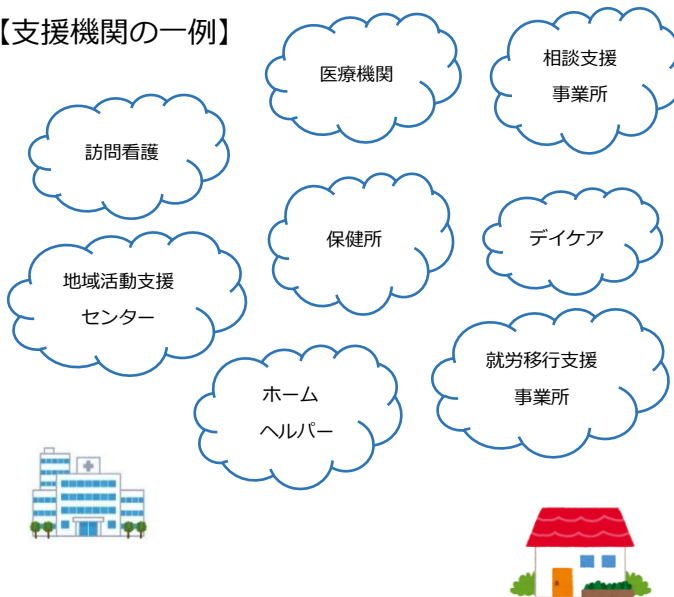 【支援機関の一例】
医療機関
相談支援
事業所
訪問看護
保健所
デイケア
地域活動支援
センター
就労移行支援
事業所
ホーム
ヘルパー